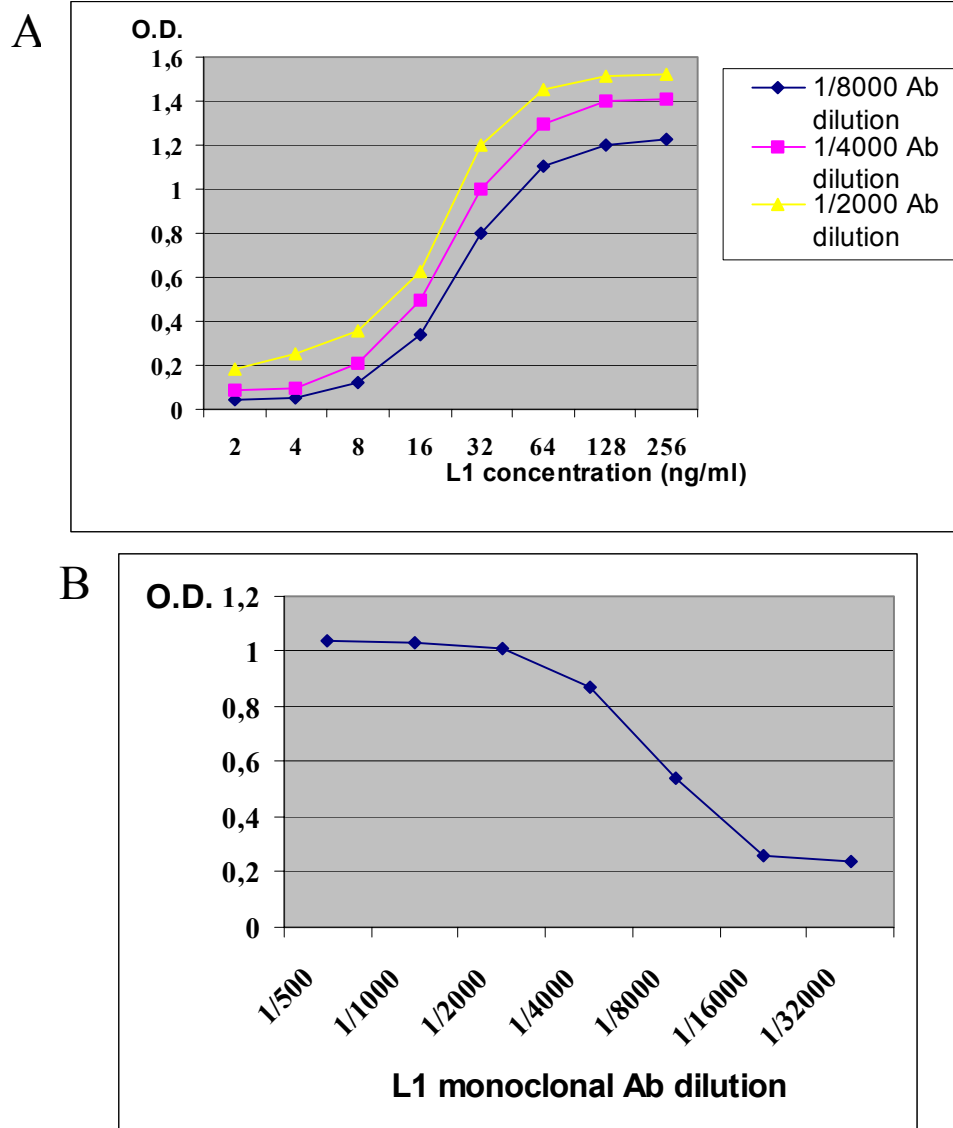 A
O.D.
1,6
1,4
1,2
1
0,8
0,6
0,4
0,2
0
2 4 8 16 32 64 128 256
L1 concentration (ng/ml)
1/8000 Ab
dilution
1/4000 Ab
dilution
1/2000 Ab
dilution
B
O.D.
1,2
1
0,8
0,6
0,4
0,2
0
1/500 1/1000 1/2000 1/4000 1/8000 1/16000 1/32000
L1 monoclonal Ab dilution